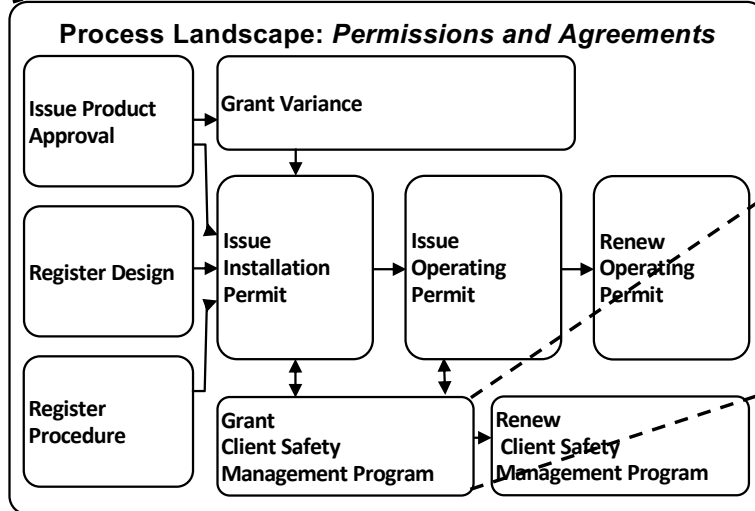 Process Landscape: Permissions and Agreements
Issue Product
Approval
Grant Variance
Register Design
Issue
Installation
Permit
Issue
Operating
Permit
Renew
Operating
Permit
Register
Procedure
Grant
Client Safety
Management Program
Renew
Client Safety
Management Program